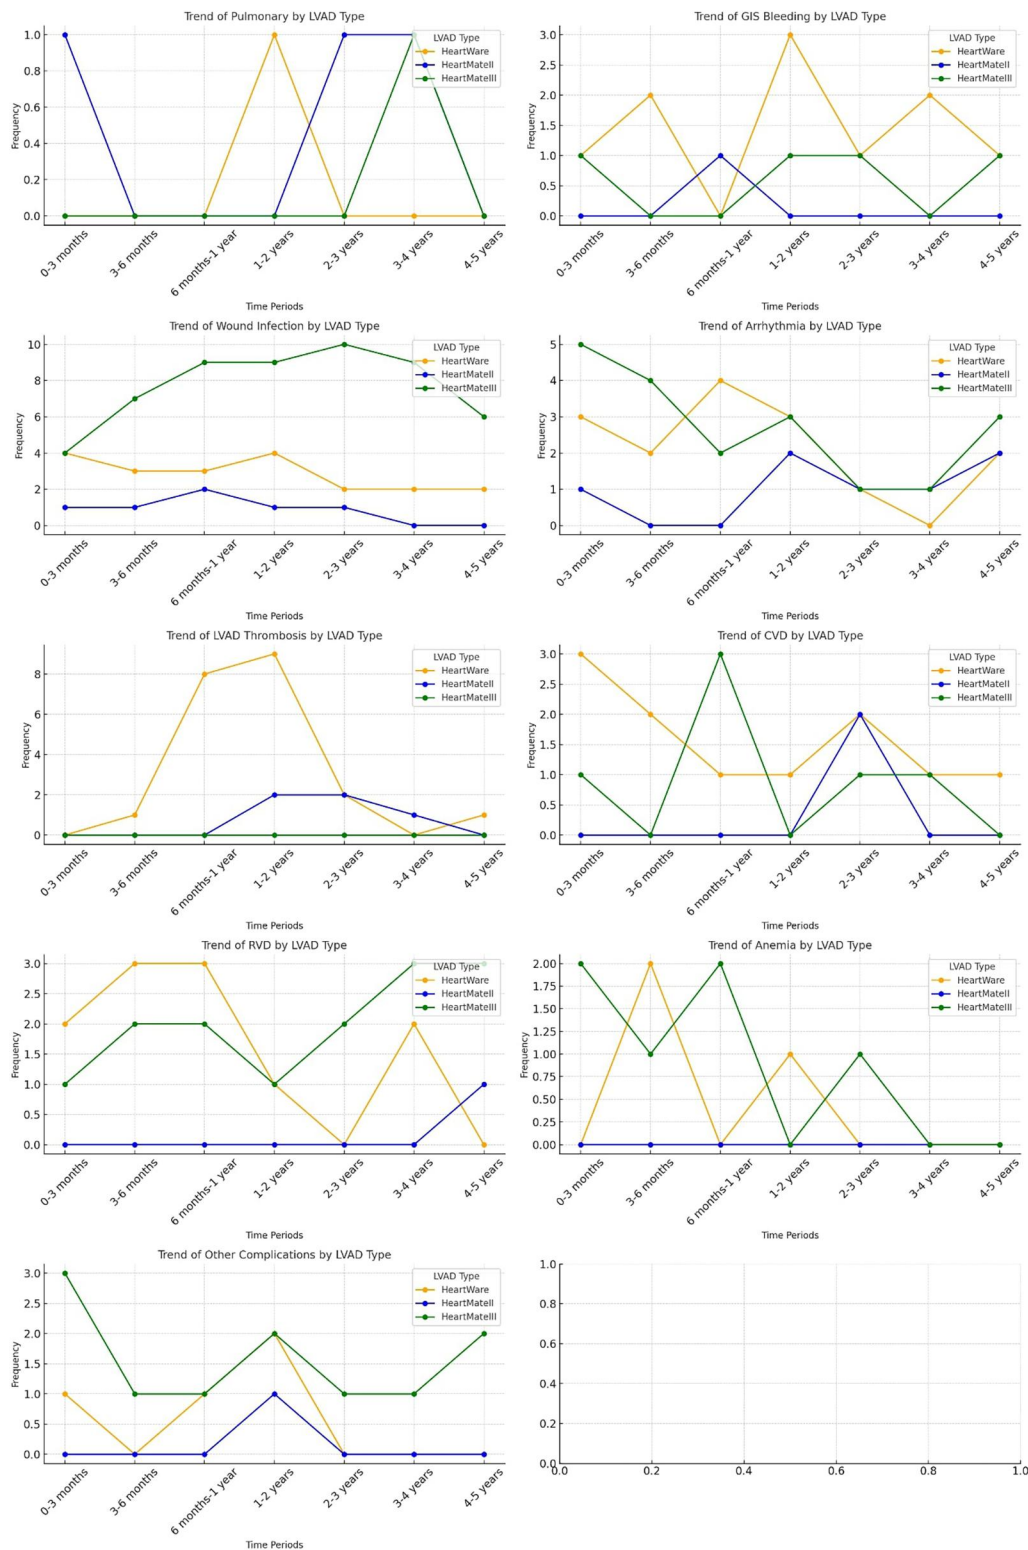 Trend of Pulmonary by LVAD Type
1.0
0.8
0.6
0.4
0.2
0.0
Frequency
LVAD Type
HeartWare
HeartMateII
HeartMateIII
0-3 months
3-6 months
6 months-1 year
1-2 years
2-3 years
3-4 years
4-5 years
Time Periods
Trend of GIS Bleeding by LVAD Type
3.0
2.5
2.0
1.5
1.0
0.5
0.0
Frequency
LVAD Type
HeartWare
HeartMateII
HeartMateIII
0-3 months
3-6 months
6 months-1 year
1-2 years
2-3 years
3-4 years
4-5 years
Time Periods
Trend of Wound Infection by LVAD Type
10
8
6
4
2
0
Frequency
LVAD Type
HeartWare
HeartMateII
HeartMateIII
0-3 months
3-6 months
6 months-1 year
1-2 years
2-3 years
3-4 years
4-5 years
Time Periods
Trend of Arrhythmia by LVAD Type
5
4
3
2
1
0
Frequency
LVAD Type
HeartWare
HeartMateII
HeartMateIII
0-3 months
3-6 months
6 months-1 year
1-2 years
2-3 years
3-4 years
4-5 years
Time Periods
Trend of LVAD Thrombosis by LVAD Type
8
6
4
2
0
Frequency
LVAD Type
HeartWare
HeartMateII
HeartMateIII
0-3 months
3-6 months
6 months-1 year
1-2 years
2-3 years
3-4 years
4-5 years
Time Periods
Trend of CVD by LVAD Type
3.0
2.5
2.0
1.5
1.0
0.5
0.0
Frequency
LVAD Type
HeartWare
HeartMateII
HeartMateIII
0-3 months
3-6 months
6 months-1 year
1-2 years
2-3 years
3-4 years
4-5 years
Time Periods
Trend of RVD by LVAD Type
3.0
2.5
2.0
1.5
1.0
0.5
0.0
Frequency
LVAD Type
HeartWare
HeartMateII
HeartMateIII
0-3 months
3-6 months
6 months-1 year
1-2 years
2-3 years
3-4 years
4-5 years
Time Periods
Trend of Anemia by LVAD Type
2.00
1.75
1.50
1.25
1.00
0.75
0.50
0.25
0.00
Frequency
LVAD Type
HeartWare
HeartMateII
HeartMateIII
0-3 months
3-6 months
6 months-1 year
1-2 years
2-3 years
3-4 years
4-5 years
Time Periods
Trend of Other Complications by LVAD Type
3.0
2.5
2.0
1.5
1.0
0.5
0.0
Frequency
LVAD Type
HeartWare
HeartMateII
HeartMateIII
0-3 months
3-6 months
6 months-1 year
1-2 years
2-3 years
3-4 years
4-5 years
Time Periods
1.0
0.8
0.6
0.4
0.2
0.0
0.0
0.2
0.4
0.6
0.8
1.0